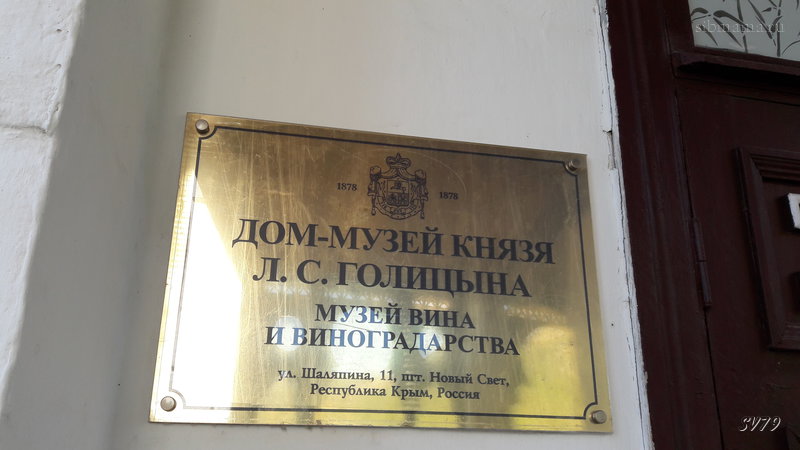 1878 1878
ДОМ-МУЗЕЙ КНЯЗЯ
Л. С. ГОЛИЦЫНА
МУЗЕЙ ВИНА
И ВИНОГРАДАРСТВА
ул. Шаляпина, 11, пгт. Новый Свет,
Республика Крым, Россия
SV79